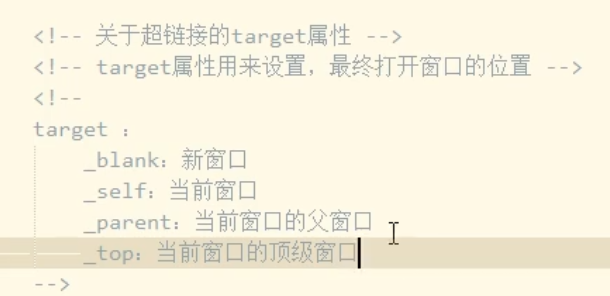 <!-- 关于超链接的target属性 -->
<!-- target属性用来设置，最终打开窗口的位置 -->
<!--
target :
_blank: 新窗口
_self: 当前窗口
_parent: 当前窗口的父窗口
_top: 当前窗口的顶级窗口
-->